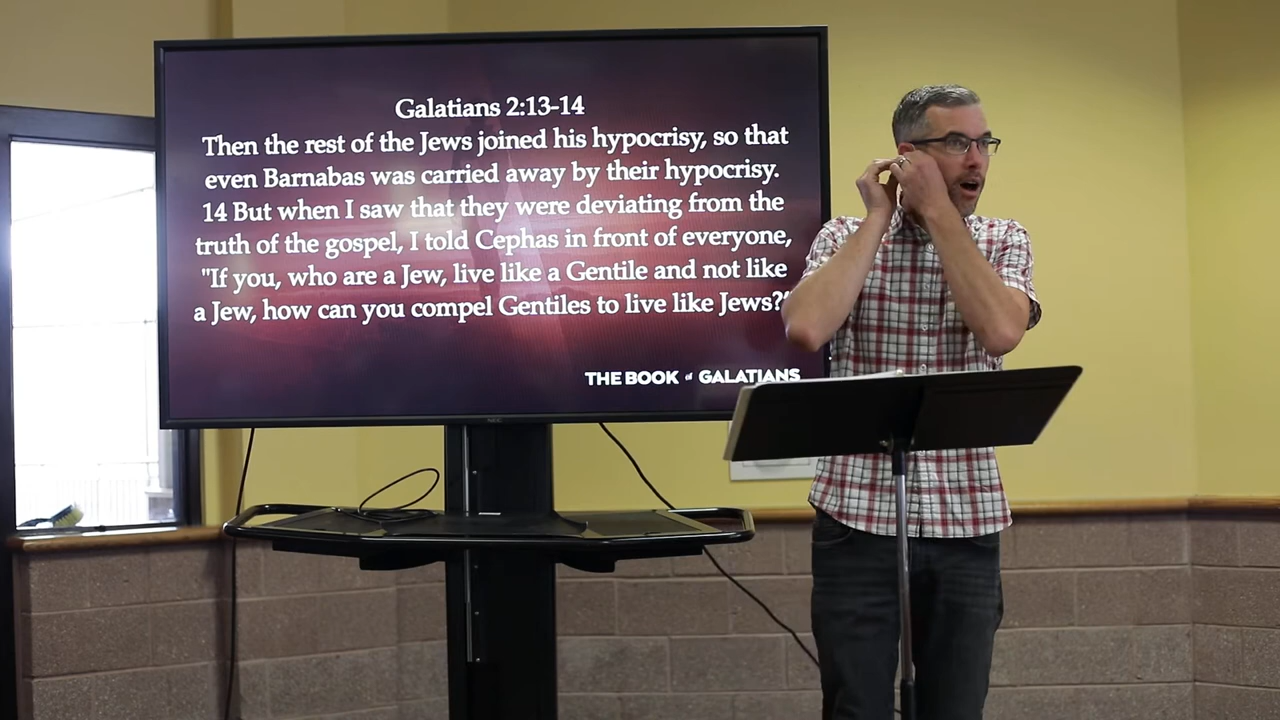 Galatians 2:13-14
Then the rest of the Jews joined his hypocrisy, so that
even Barnabas was carried away by their hypocrisy.
14 But when I saw that they were deviating from the
truth of the gospel, I told Cephas in front of everyone,
"If you, who are a Jew, live like a Gentile and not like
a Jew, how can you compel Gentiles to live like Jews?"
THE BOOK of GALATIANS
NEC